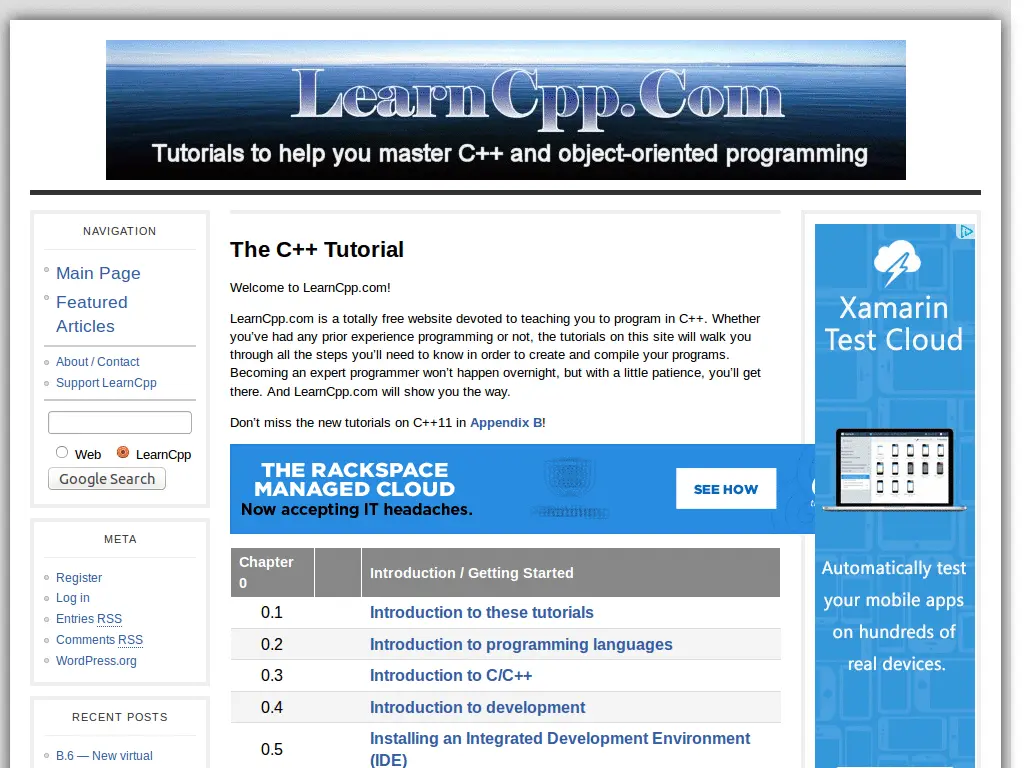 LearnCpp.Com
Tutorials to help you master C++ and object-oriented programming
NAVIGATION
Main Page
Featured
Articles
About / Contact
Support LearnCpp
Web
LearnCpp
Google Search
META
Register
Log in
Entries RSS
Comments RSS
WordPress.org
RECENT POSTS
B.6 — New virtual
The C++ Tutorial
Welcome to LearnCpp.com!
LearnCpp.com is a totally free website devoted to teaching you to program in C++. Whether
you've had any prior experience programming or not, the tutorials on this site will walk you
through all the steps you'll need to know in order to create and compile your programs.
Becoming an expert programmer won't happen overnight, but with a little patience, you'll get
there. And LearnCpp.com will show you the way.
Don't miss the new tutorials on C++11 in Appendix B!
THE RACKSPACE
MANAGED CLOUD
Now accepting IT headaches.
SEE HOW
Chapter
0
Introduction / Getting Started
0.1 Introduction to these tutorials
0.2 Introduction to programming languages
0.3 Introduction to C/C++
0.4 Introduction to development
0.5 Installing an Integrated Development Environment
(IDE)
Xamarin
Test Cloud
Automatically test
your mobile apps
on hundreds of
real devices.